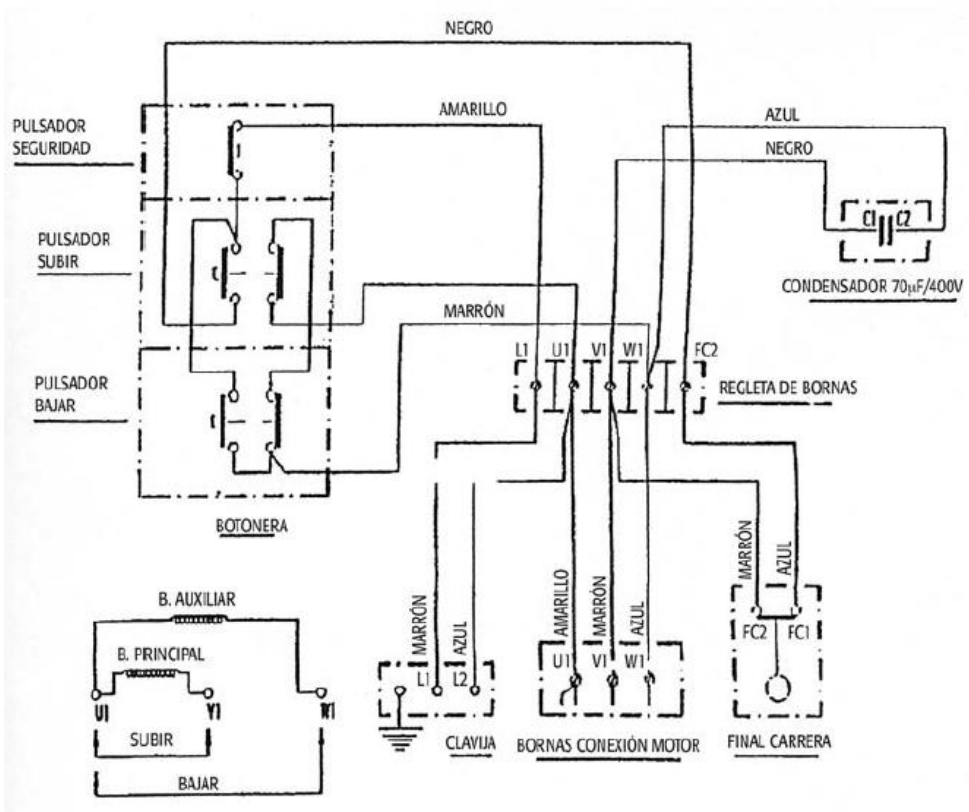 NEGRO
AMARILLO
AZUL
NEGRO
PULSADOR
SEGURIDAD
C1 C2
PULSADOR
SUBIR
CONDENSADOR 70µF/400V
MARRÓN
L1 U1 V1 W1 FC2
REGLETA DE BORNAS
PULSADOR
BAJAR
BOTONERA
MARRÓN
AZUL
AMARILLO
MARRÓN
AZUL
MARRÓN
AZUL
B. AUXILIAR
B. PRINCIPAL
U1 V1 W1
SUBIR
BAJAR
L1 L2
CLAVIJA
U1 V1 W1
BORNAS CONEXIÓN MOTOR
FC2 FC1
FINAL CARRERA